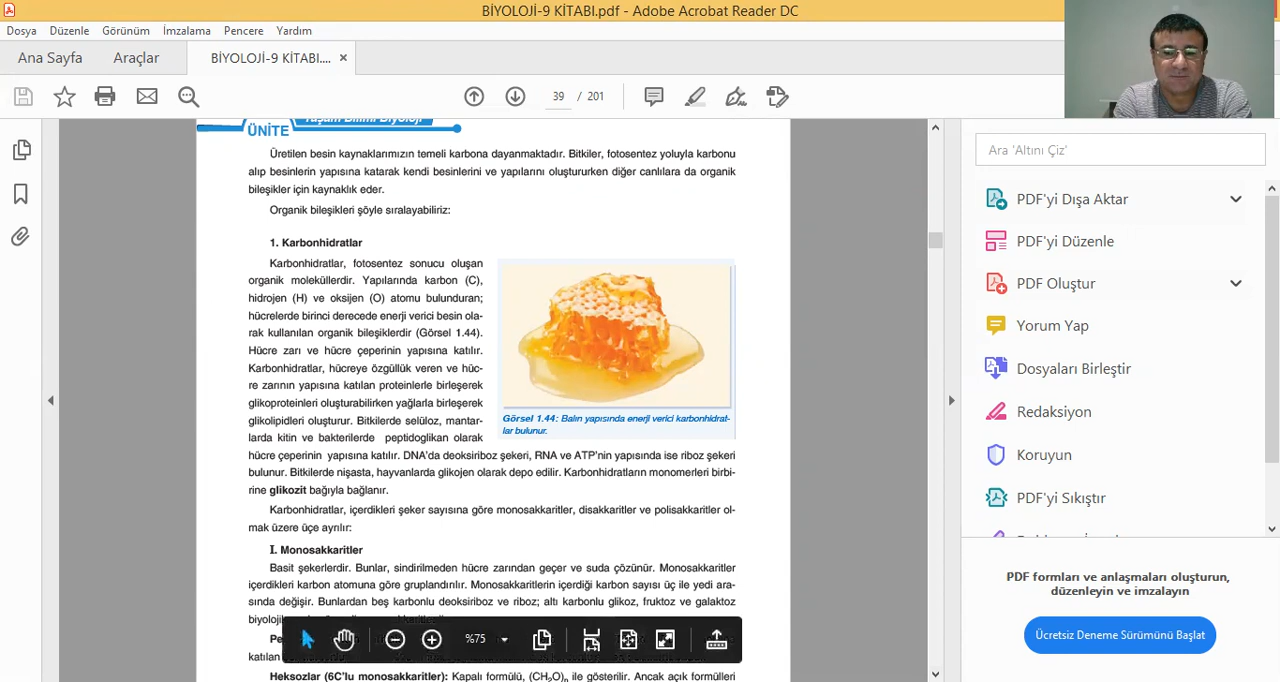 BİYOLOJİ-9 KİTABI.pdf - Adobe Acrobat Reader DC
Dosya Düzenle Görünüm İmzalama Pencere Yardım
Ana Sayfa Araçlar BİYOLOJİ-9 KİTABI.... ×
39 / 201
ÜNİTE Yaşam Bilimi Biyoloji
Üretilen besin kaynaklarımızın temeli karbona dayanmaktadır. Bitkiler, fotosentez yoluyla karbonu
alıp besinlerin yapısına katarak kendi besinlerini ve yapılarını oluştururken diğer canlılara da organik
bileşikler için kaynaklık eder.
Organik bileşikleri şöyle sıralayabiliriz:
1. Karbonhidratlar
Karbonhidratlar, fotosentez sonucu oluşan
organik moleküllerdir. Yapılarında karbon (C),
hidrojen (H) ve oksijen (O) atomu bulunduran;
hücrelerde birinci derecede enerji verici besin ola-
rak kullanılan organik bileşiklerdir (Görsel 1.44).
Hücre zarı ve hücre çeperinin yapısına katılır.
Karbonhidratlar, hücreye özgüllük veren ve hüc-
re zarının yapısına katılan proteinlerle birleşerek
glikoproteinleri oluşturabilirken yağlarla birleşerek
glikolipidleri oluşturur. Bitkilerde selüloz, mantar-
larda kitin ve bakterilerde peptidoglikan olarak
hücre çeperinin yapısına katılır. DNA'da deoksiriboz şekeri, RNA ve ATP'nin yapısında ise riboz şekeri
bulunur. Bitkilerde nişasta, hayvanlarda glikojen olarak depo edilir. Karbonhidratların monomerleri birbi-
rine glikozit bağıyla bağlanır.
Görsel 1.44: Balın yapısında enerji verici karbonhidrat-
lar bulunur.
Karbonhidratlar, içerdikleri şeker sayısına göre monosakkaritler, disakkaritler ve polisakkaritler ol-
mak üzere üçe ayrılır:
I. Monosakkaritler
Basit şekerlerdir. Bunlar, sindirilmeden hücre zarından geçer ve suda çözünür. Monosakkaritler
içerdikleri karbon atomuna göre gruplandırılır. Monosakkaritlerin içerdiği karbon sayısı üç ile yedi ara-
sında değişir. Bunlardan beş karbonlu deoksiriboz ve riboz; altı karbonlu glikoz, fruktoz ve galaktoz
katılan
Heksozlar (6C'lu monosakkaritler): Kapalı formülü, (CH₂O)n ile gösterilir. Ancak açık formülleri
%75
Ara 'Altını Çiz'
PDF'yi Dışa Aktar
PDF'yi Düzenle
PDF Oluştur
Yorum Yap
Dosyaları Birleştir
Redaksiyon
Koruyun
PDF'yi Sıkıştır
PDF formları ve anlaşmaları oluşturun,
düzenleyin ve imzalayın
Ücretsiz Deneme Sürümünü Başlat